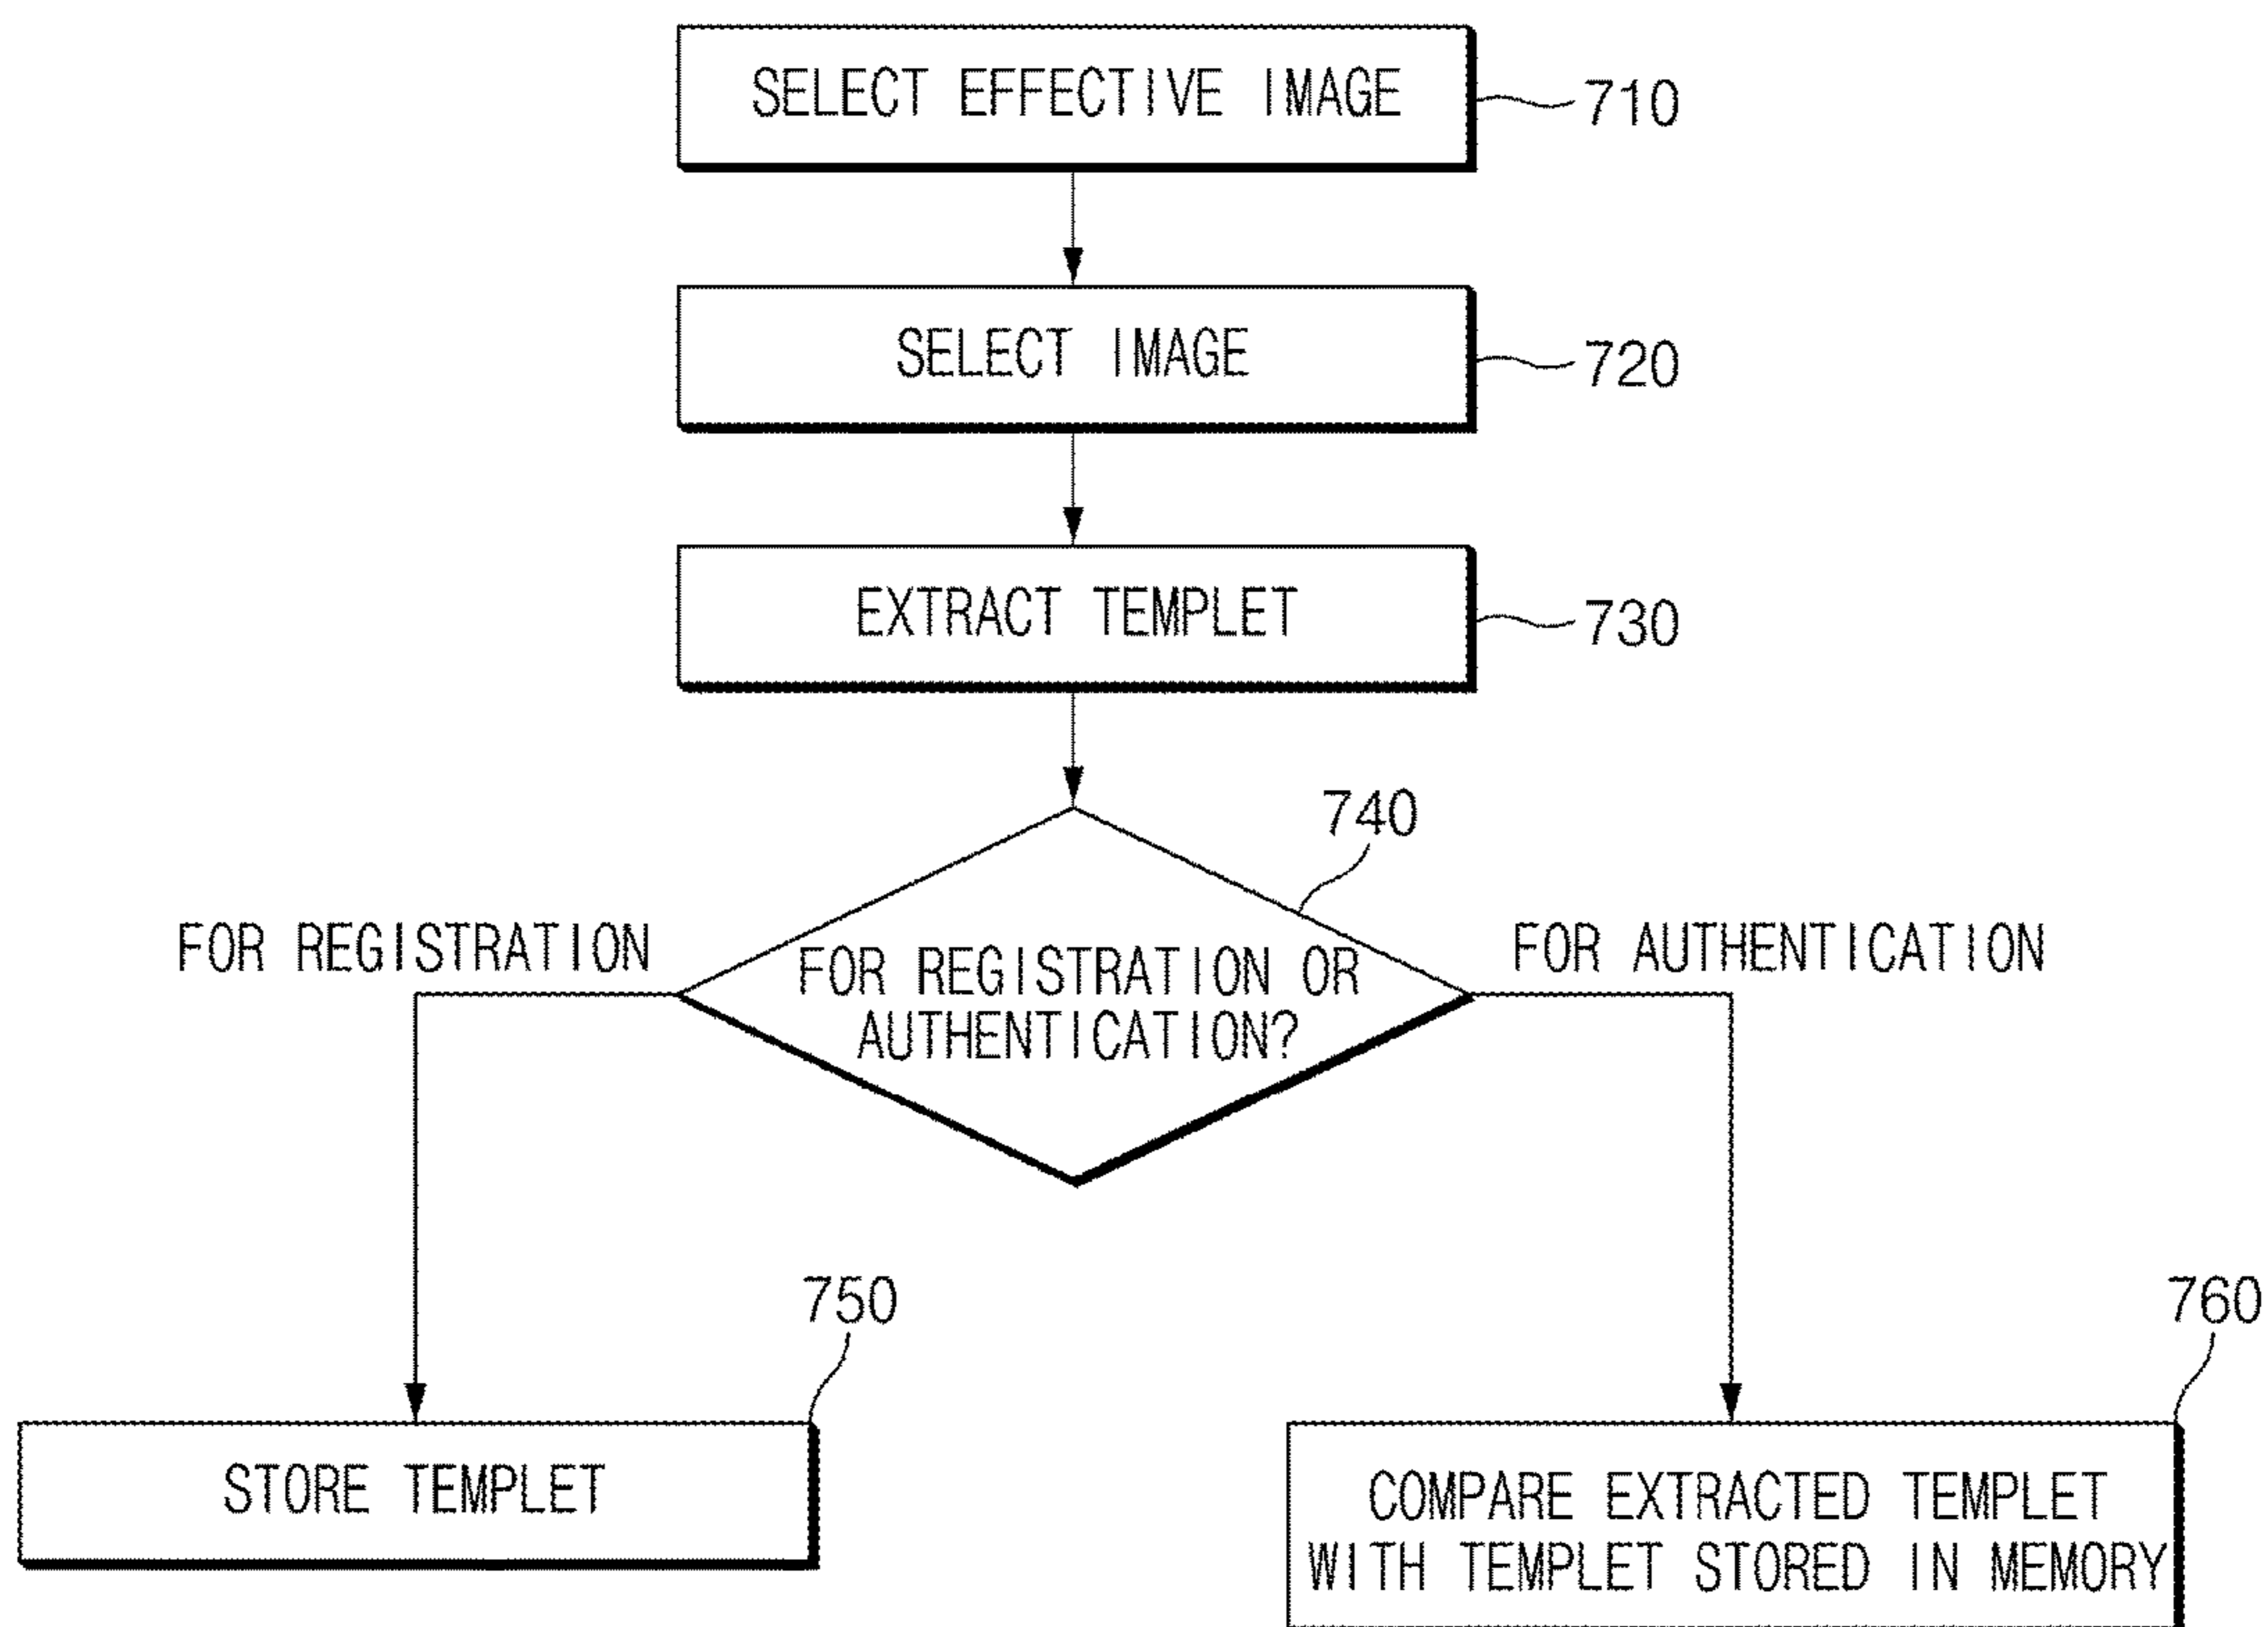 SELECT EFFECTIVE IMAGE
710
SELECT IMAGE
720
EXTRACT TEMPLET
730
740
FOR REGISTRATION
FOR REGISTRATION OR
AUTHENTICATION?
FOR AUTHENTICATION
750
STORE TEMPLET
760
COMPARE EXTRACTED TEMPLET
WITH TEMPLET STORED IN MEMORY